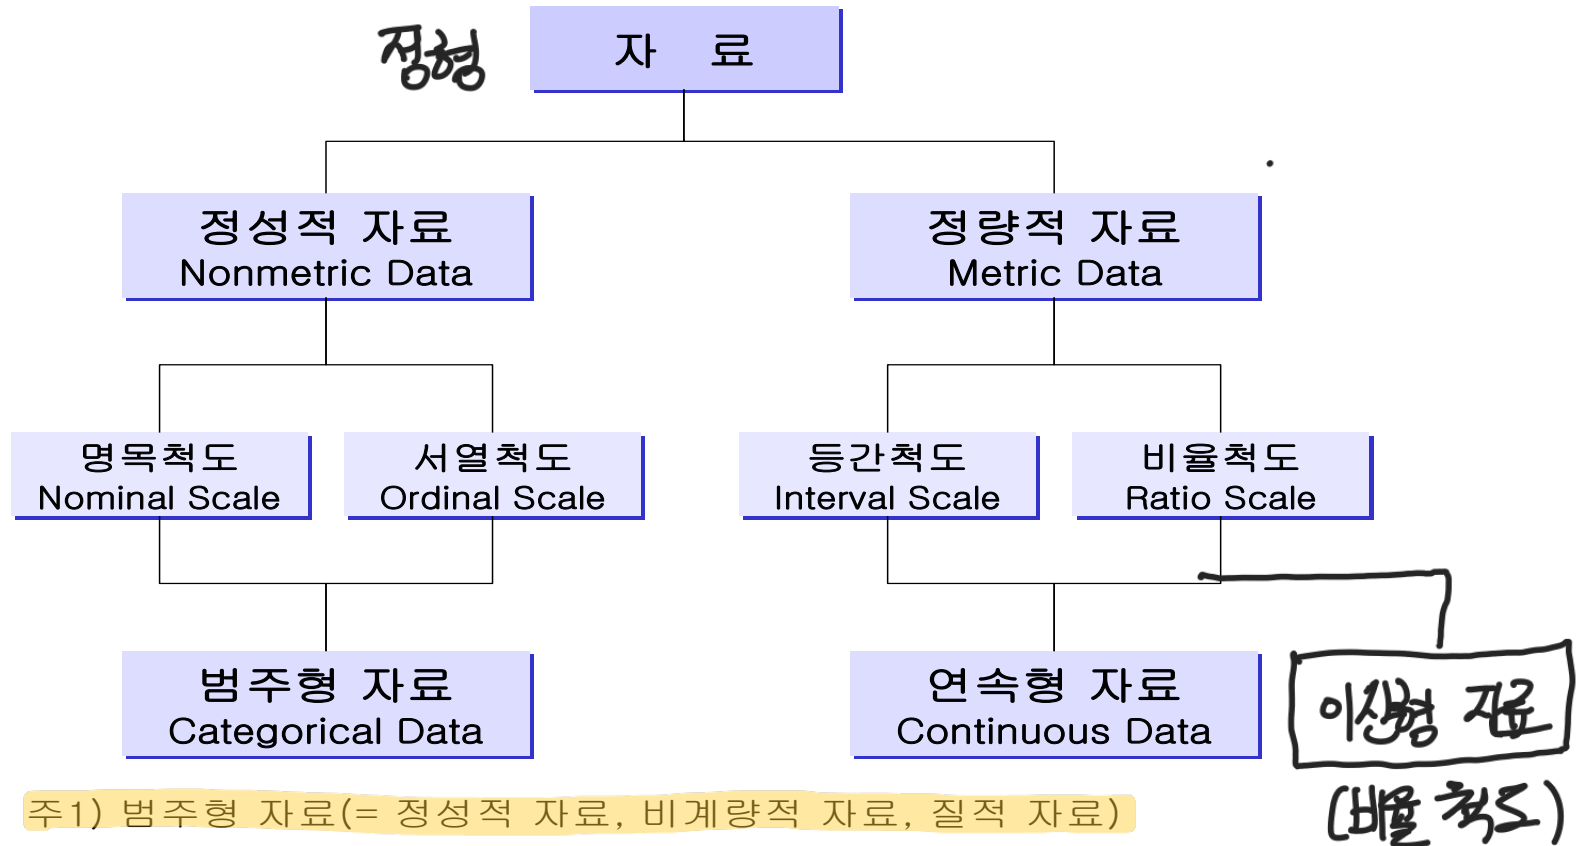 정형
자 료
정성적 자료
Nonmetric Data
정량적 자료
Metric Data
명목척도
Nominal Scale
서열척도
Ordinal Scale
등간척도
Interval Scale
비율척도
Ratio Scale
범주형 자료
Categorical Data
연속형 자료
Continuous Data
이산형 자료
(비율 척도)
주1) 범주형 자료(= 정성적 자료, 비계량적 자료, 질적 자료)